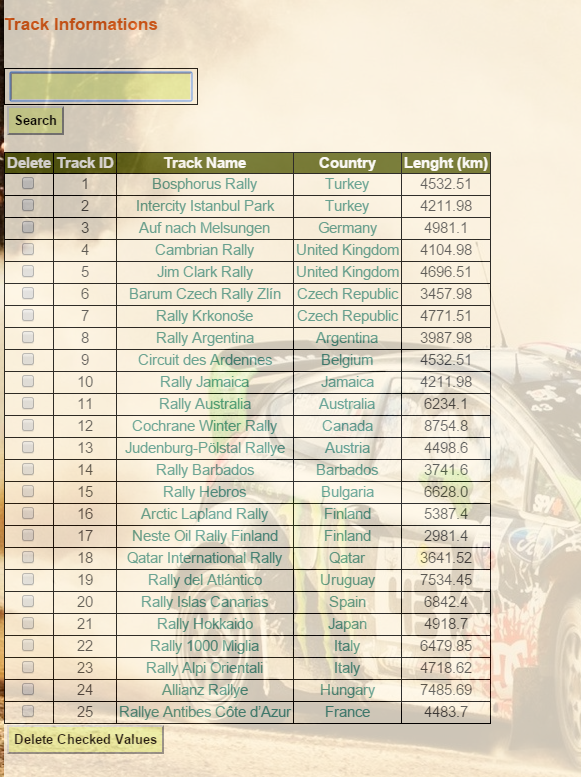 Track Informations
Search
Delete Track ID Track Name Country Lenght (km)
1 Bosphorus Rally Turkey 4532.51
2 Intercity Istanbul Park Turkey 4211.98
3 Auf nach Melsungen Germany 4981.1
4 Cambrian Rally United Kingdom 4104.98
5 Jim Clark Rally United Kingdom 4696.51
6 Barum Czech Rally Zlín Czech Republic 3457.98
7 Rally Krkonoše Czech Republic 4771.51
8 Rally Argentina Argentina 3987.98
9 Circuit des Ardennes Belgium 4532.51
10 Rally Jamaica Jamaica 4211.98
11 Rally Australia Australia 6234.1
12 Cochrane Winter Rally Canada 8754.8
13 Judenburg-Pölstal Rallye Austria 4498.6
14 Rally Barbados Barbados 3741.6
15 Rally Hebros Bulgaria 6628.0
16 Arctic Lapland Rally Finland 5387.4
17 Neste Oil Rally Finland Finland 2981.4
18 Qatar International Rally Qatar 3641.52
19 Rally del Atlántico Uruguay 7534.45
20 Rally Islas Canarias Spain 6842.4
21 Rally Hokkaido Japan 4918.7
22 Rally 1000 Miglia Italy 6479.85
23 Rally Alpi Orientali Italy 4718.62
24 Allianz Rallye Hungary 7485.69
25 Rallye Antibes Côte d'Azur France 4483.7
Delete Checked Values
43
Ford